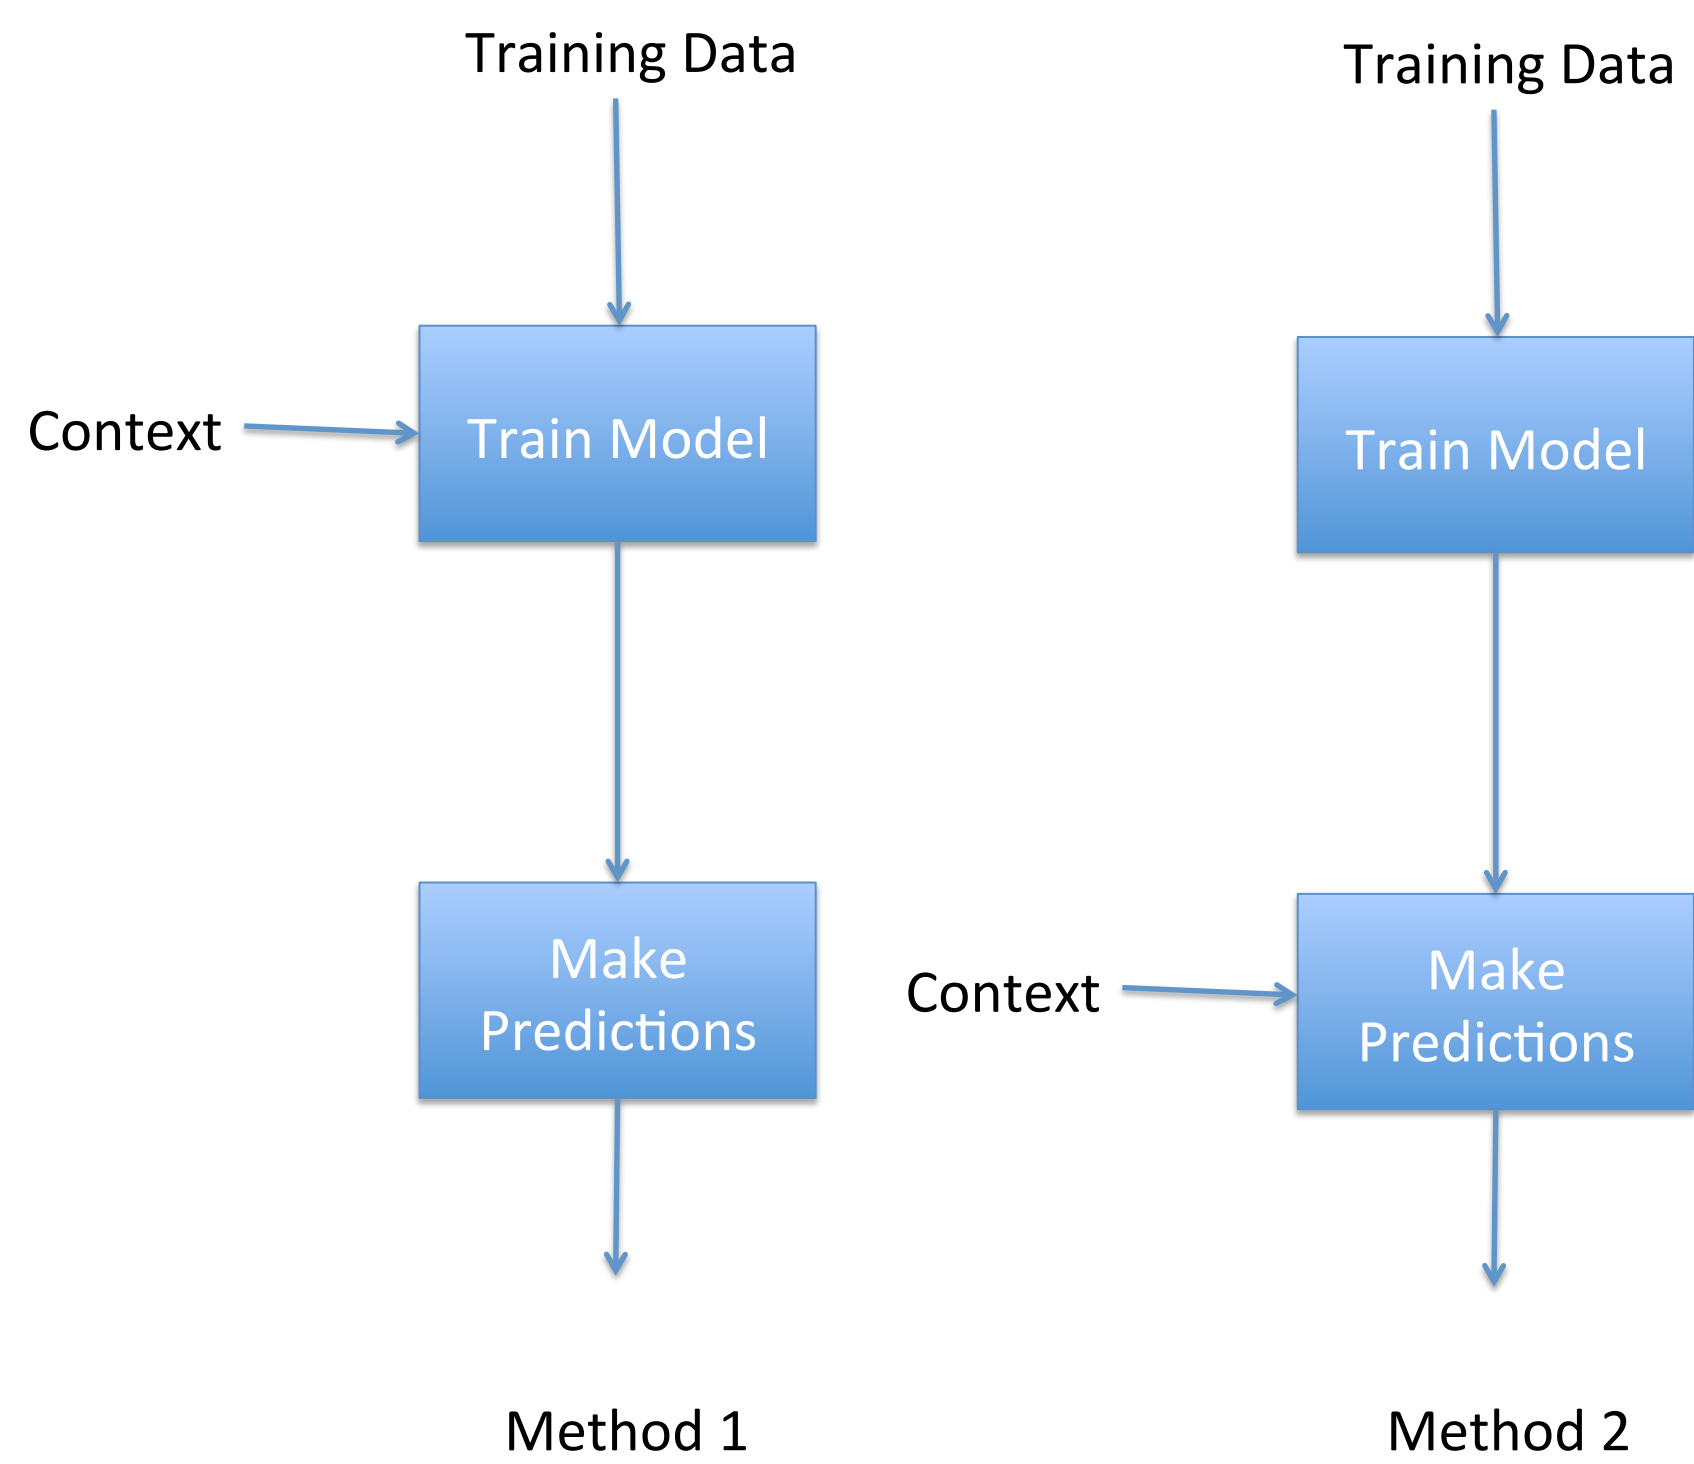 Training Data
Context
Train Model
Make
Predictions
Method 1
Training Data
Train Model
Context
Make
Predictions
Method 2